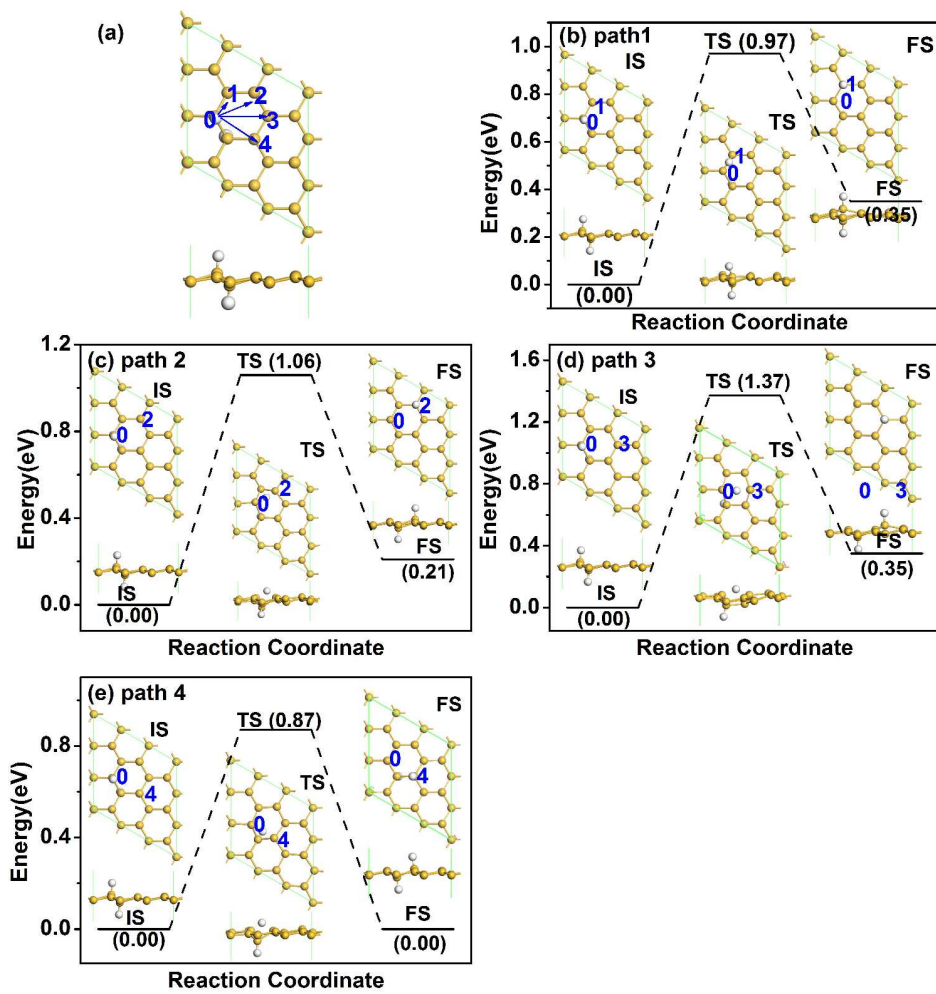 (a)
1
2
0
3
4
(b) path1
TS (0.97)
FS
IS
1.0
0.8
0.6
0.4
0.2
0.0
Energy(eV)
1
0
TS
1
0
1
0
FS
(0.35)
IS
(0.00)
Reaction Coordinate
(c) path 2
TS (1.06)
FS
IS
1.2
0.8
0.4
0.0
Energy(eV)
2
0
TS
2
0
2
0
FS
(0.21)
IS
(0.00)
Reaction Coordinate
(d) path 3
TS (1.37)
FS
IS
1.6
1.2
0.8
0.4
0.0
Energy(eV)
0
3
TS
0
3
0
3
FS
(0.35)
IS
(0.00)
Reaction Coordinate
(e) path 4
TS (0.87)
FS
IS
0.8
0.4
0.0
Energy(eV)
0
4
TS
0
4
0
4
IS
(0.00)
FS
(0.00)
Reaction Coordinate